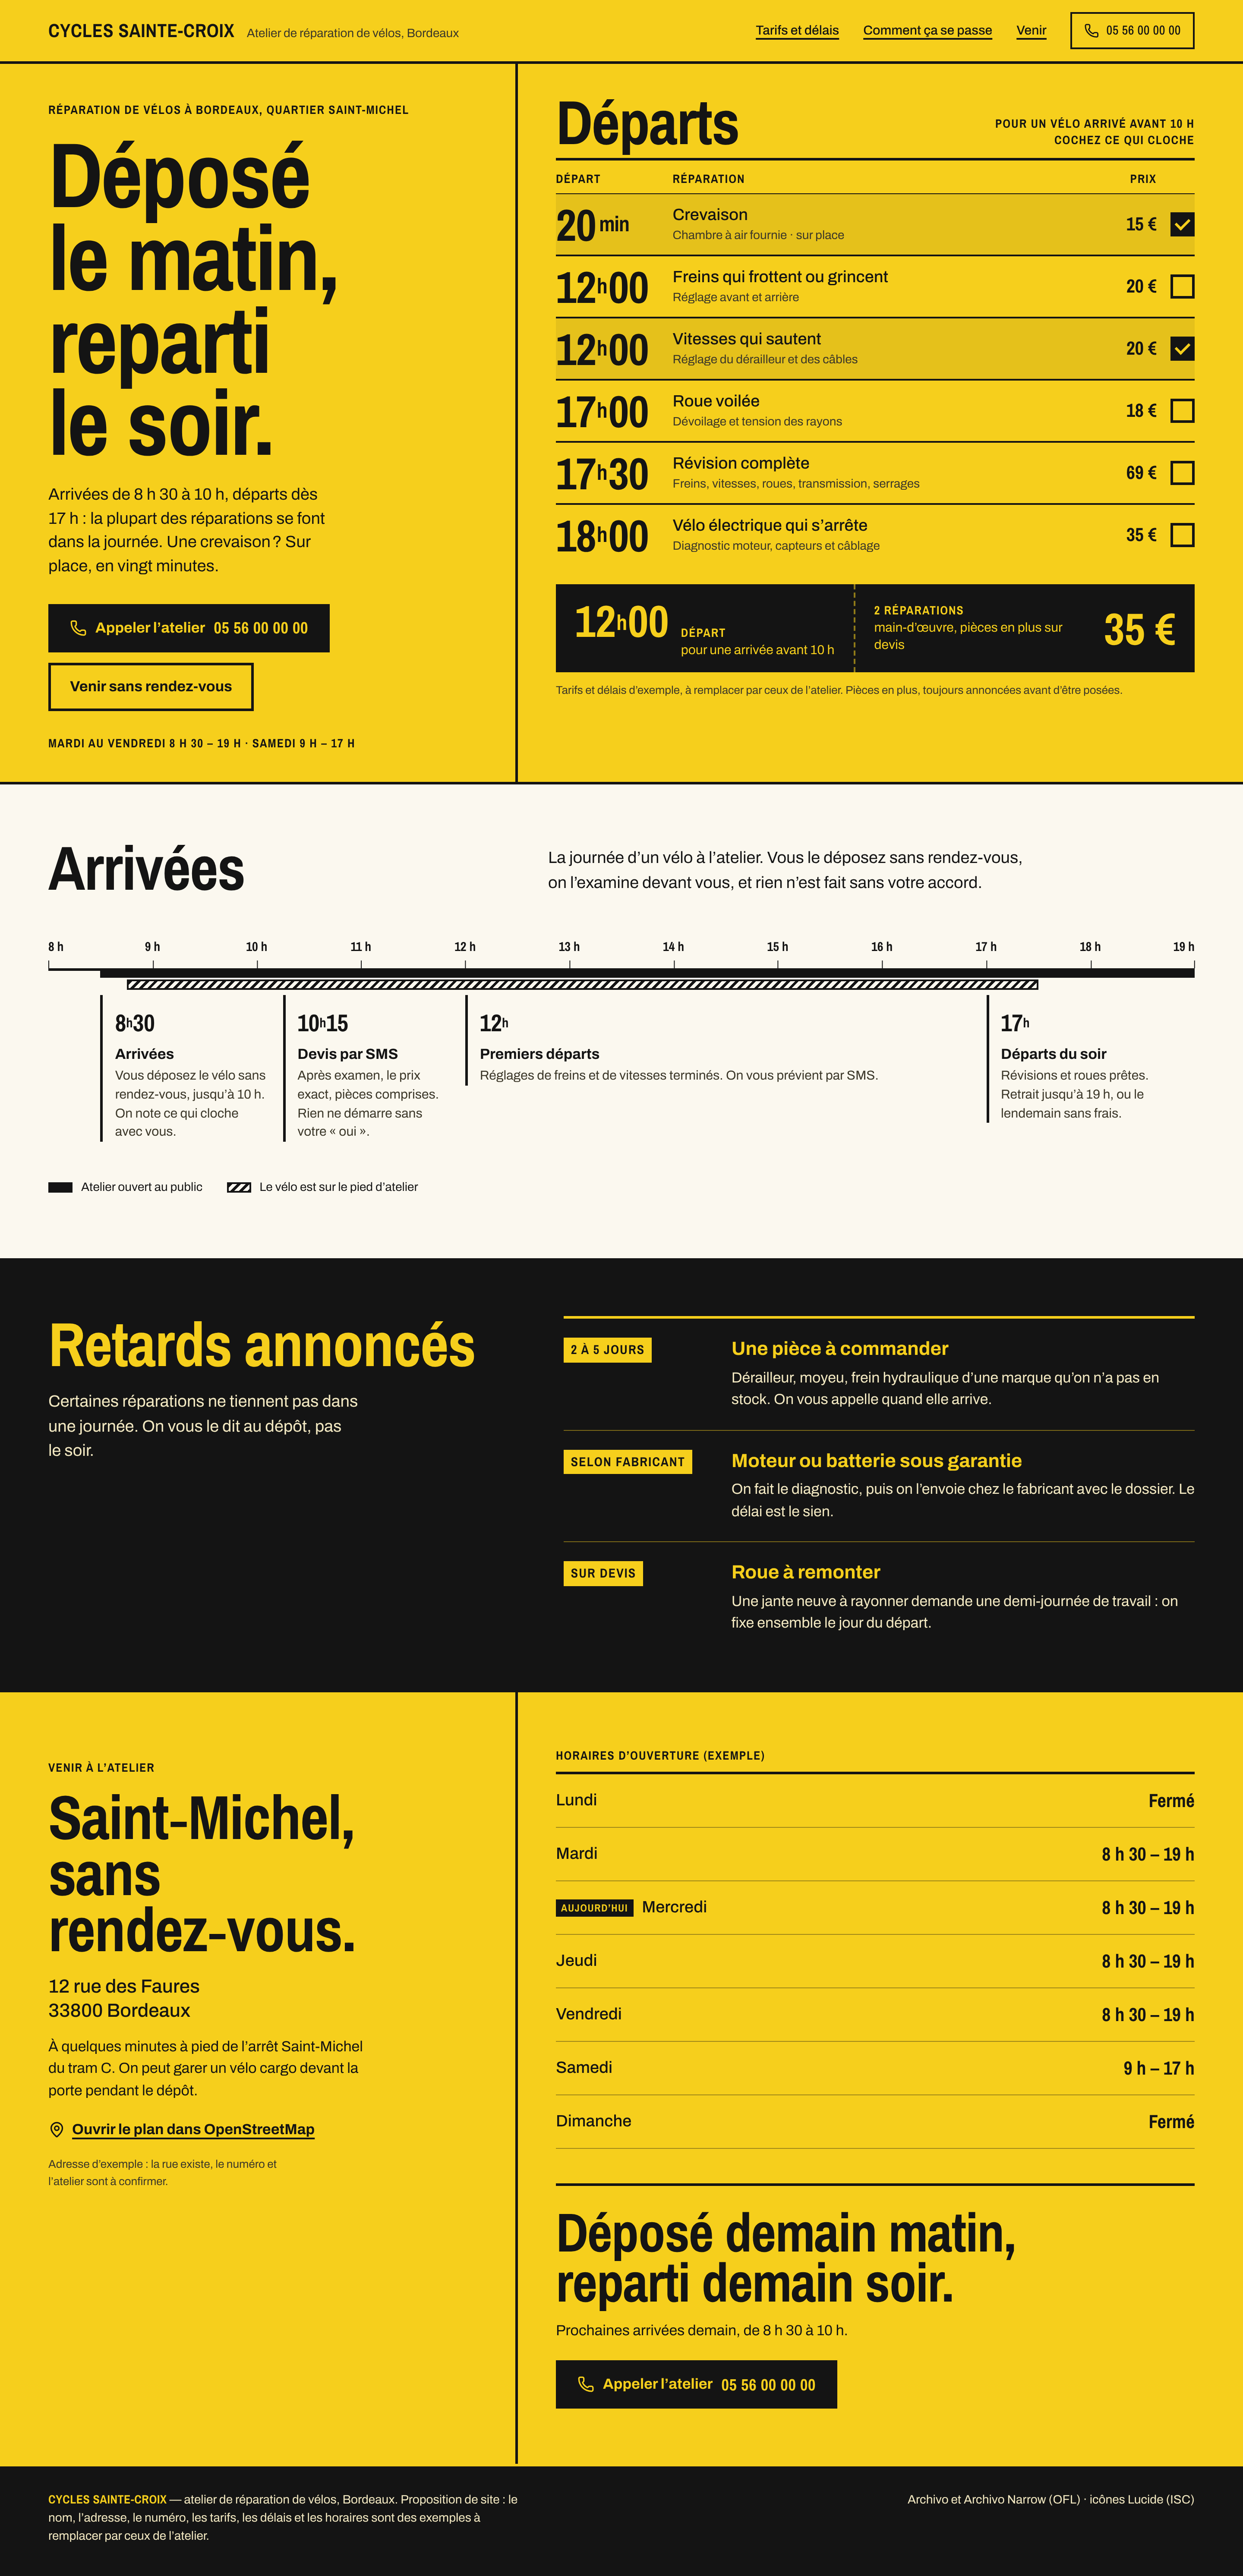 CYCLES SAINTE-CROIX Atelier de réparation de vélos, Bordeaux
Tarifs et délais
Comment ça se passe
Venir
05 56 00 00 00
RÉPARATION DE VÉLOS À BORDEAUX, QUARTIER SAINT-MICHEL
Déposé
le matin,
reparti
le soir.
Arrivées de 8 h 30 à 10 h, départs dès
17 h : la plupart des réparations se font
dans la journée. Une crevaison ? Sur
place, en vingt minutes.
Appeler l’atelier 05 56 00 00 00
Venir sans rendez-vous
MARDI AU VENDREDI 8 H 30 – 19 H · SAMEDI 9 H – 17 H
Départs
POUR UN VÉLO ARRIVÉ AVANT 10 H
COCHEZ CE QUI CLOCHE
DÉPART RÉPARATION PRIX
20 min Crevaison 15 €
Chambre à air fournie · sur place
12h00 Freins qui frottent ou grincent 20 €
Réglage avant et arrière
12h00 Vitesses qui sautent 20 €
Réglage du dérailleur et des câbles
17h00 Roue voilée 18 €
Dévoilage et tension des rayons
17h30 Révision complète 69 €
Freins, vitesses, roues, transmission, serrages
18h00 Vélo électrique qui s’arrête 35 €
Diagnostic moteur, capteurs et câblage
12h00 DÉPART
pour une arrivée avant 10 h
2 RÉPARATIONS
main-d’œuvre, pièces en plus sur
devis
35 €
Tarifs et délais d’exemple, à remplacer par ceux de l’atelier. Pièces en plus, toujours annoncées avant d’être posées.
Arrivées
La journée d’un vélo à l’atelier. Vous le déposez sans rendez-vous,
on l’examine devant vous, et rien n’est fait sans votre accord.
8 h 9 h 10 h 11 h 12 h 13 h 14 h 15 h 16 h 17 h 18 h 19 h
8h30
Arrivées
Vous déposez le vélo sans
rendez-vous, jusqu’à 10 h.
On note ce qui cloche
avec vous.
10h15
Devis par SMS
Après examen, le prix
exact, pièces comprises.
Rien ne démarre sans
votre « oui ».
12h
Premiers départs
Réglages de freins et de vitesses terminés. On vous prévient par SMS.
17h
Départs du soir
Révisions et roues prêtes.
Retrait jusqu’à 19 h, ou le
lendemain sans frais.
Atelier ouvert au public
Le vélo est sur le pied d’atelier
Retards annoncés
Certaines réparations ne tiennent pas dans
une journée. On vous le dit au dépôt, pas
le soir.
2 À 5 JOURS
Une pièce à commander
Dérailleur, moyeu, frein hydraulique d’une marque qu’on n’a pas en
stock. On vous appelle quand elle arrive.
SELON FABRICANT
Moteur ou batterie sous garantie
On fait le diagnostic, puis on l’envoie chez le fabricant avec le dossier. Le
délai est le sien.
SUR DEVIS
Roue à remonter
Une jante neuve à rayonner demande une demi-journée de travail : on
fixe ensemble le jour du départ.
VENIR À L’ATELIER
Saint-Michel,
sans
rendez-vous.
12 rue des Faures
33800 Bordeaux
À quelques minutes à pied de l’arrêt Saint-Michel
du tram C. On peut garer un vélo cargo devant la
porte pendant le dépôt.
Ouvrir le plan dans OpenStreetMap
Adresse d’exemple : la rue existe, le numéro et
l’atelier sont à confirmer.
HORAIRES D’OUVERTURE (EXEMPLE)
Lundi Fermé
Mardi 8 h 30 – 19 h
AUJOURD’HUI Mercredi 8 h 30 – 19 h
Jeudi 8 h 30 – 19 h
Vendredi 8 h 30 – 19 h
Samedi 9 h – 17 h
Dimanche Fermé
Déposé demain matin,
reparti demain soir.
Prochaines arrivées demain, de 8 h 30 à 10 h.
Appeler l’atelier 05 56 00 00 00
CYCLES SAINTE-CROIX — atelier de réparation de vélos, Bordeaux. Proposition de site : le
nom, l’adresse, le numéro, les tarifs, les délais et les horaires sont des exemples à
remplacer par ceux de l’atelier.
Archivo et Archivo Narrow (OFL) · icônes Lucide (ISC)